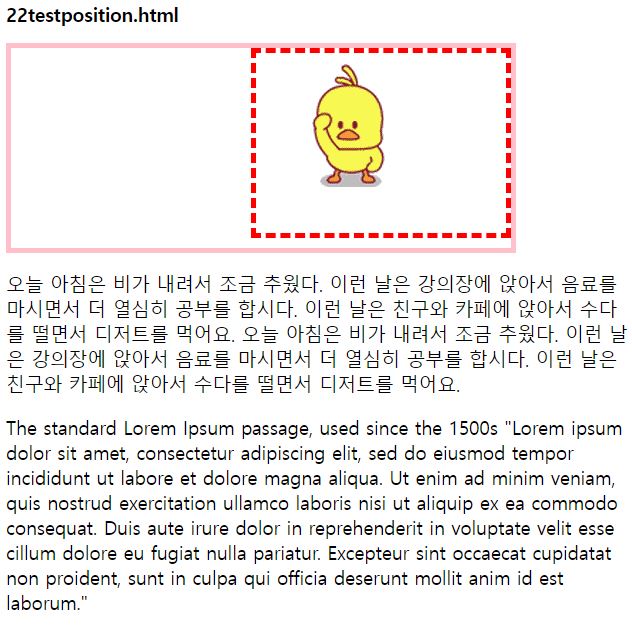 22testposition.html
오늘 아침은 비가 내려서 조금 추웠다. 이런 날은 강의장에 앉아서 음료를
마시면서 더 열심히 공부를 합시다. 이런 날은 친구와 카페에 앉아서 수다
를 떨면서 디저트를 먹어요. 오늘 아침은 비가 내려서 조금 추웠다. 이런 날
은 강의장에 앉아서 음료를 마시면서 더 열심히 공부를 합시다. 이런 날은
친구와 카페에 앉아서 수다를 떨면서 디저트를 먹어요.
The standard Lorem Ipsum passage, used since the 1500s "Lorem ipsum
dolor sit amet, consectetur adipiscing elit, sed do eiusmod tempor
incididunt ut labore et dolore magna aliqua. Ut enim ad minim veniam,
quis nostrud exercitation ullamco laboris nisi ut aliquip ex ea commodo
consequat. Duis aute irure dolor in reprehenderit in voluptate velit esse
cillum dolore eu fugiat nulla pariatur. Excepteur sint occaecat cupidatat
non proident, sunt in culpa qui officia deserunt mollit anim id est
laborum."